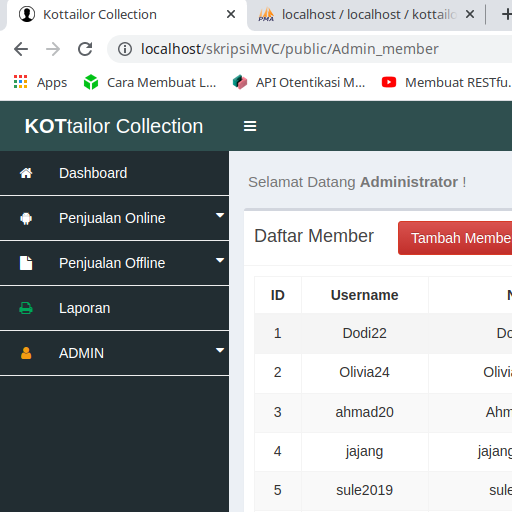 Kottailor Collection
localhost / localhost / kottailo
localhost/skripsiMVC/public/Admin_member
Apps
Cara Membuat L...
API Otentikasi M...
Membuat RESTfu...
KOTtailor Collection
Dashboard
Penjualan Online
Penjualan Offline
Laporan
ADMIN
Selamat Datang Administrator !
Daftar Member
Tambah Membe
ID Username N
1 Dodi22 Do
2 Olivia24 Olivi
3 ahmad20 Ahm
4 jajang jajang
5 sule2019 sule